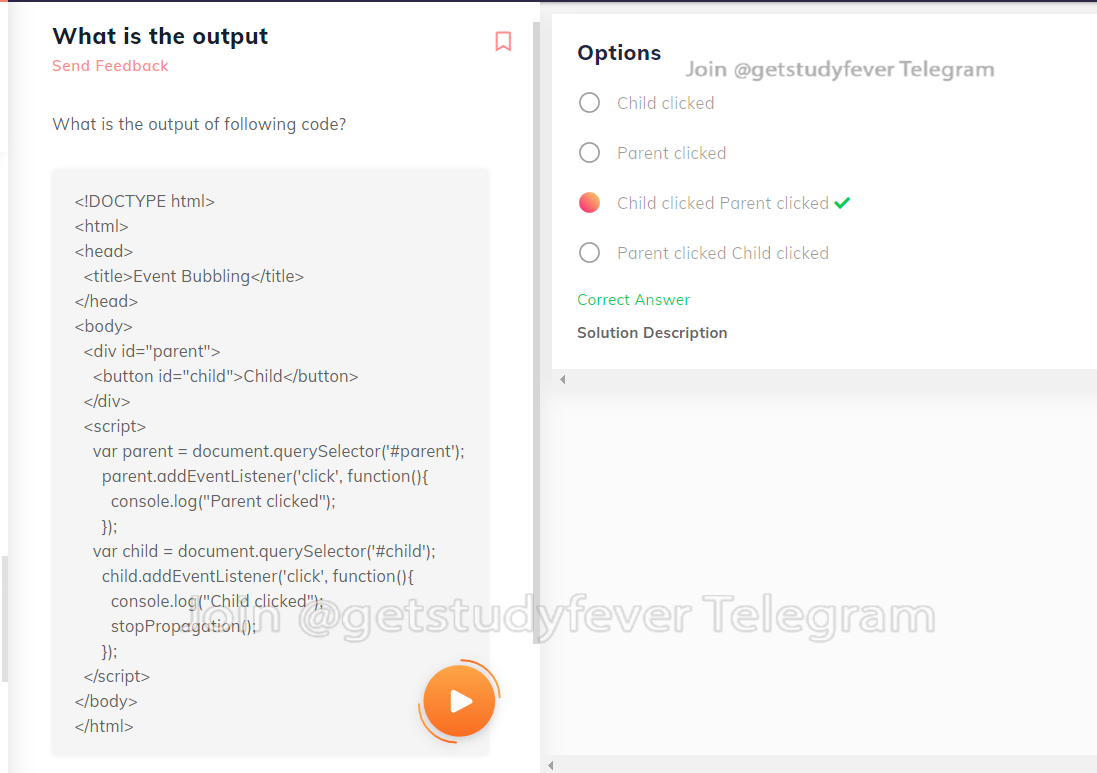 What is the output
Send Feedback
What is the output of following code?
<!DOCTYPE html>
<html>
<head>
<title>Event Bubbling</title>
</head>
<body>
<div id="parent">
<button id="child">Child</button>
</div>
<script>
var parent = document.querySelector('#parent');
parent.addEventListener('click', function(){
console.log("Parent clicked");
});
var child = document.querySelector('#child');
child.addEventListener('click', function(){
console.log("Child clicked");
stopPropagation();
});
</script>
</body>
</html>
Join @getstudyfever Telegram
Options
Join @getstudyfever Telegram
Child clicked
Parent clicked
Child clicked Parent clicked
Parent clicked Child clicked
Correct Answer
Solution Description